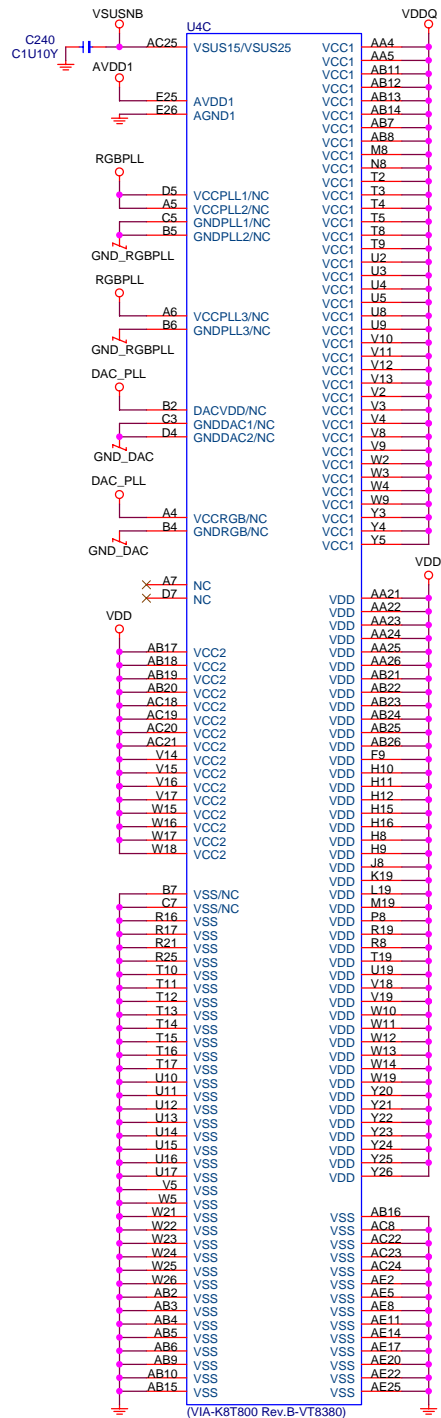 U4C
VSUSNB
C240
C1U10Y
AC25 VSUS15/VSUS25
AVDD1
E25 AVDD1
E26 AGND1
RGBPLL
D5 VCCPLL1/NC
A5 VCCPLL2/NC
C5 GNDPLL1/NC
B5 GNDPLL2/NC
GND_RGBPLL
RGBPLL
A6 VCCPLL3/NC
B6 GNDPLL3/NC
GND_RGBPLL
DAC_PLL
B2 DACVDD/NC
C3 GNDDAC1/NC
D4 GNDDAC2/NC
GND_DAC
DAC_PLL
A4 VCCRGB/NC
B4 GNDRGB/NC
GND_DAC
A7 NC
D7 NC
VDD
AB17 VCC2
AB18 VCC2
AB19 VCC2
AB20 VCC2
AC18 VCC2
AC19 VCC2
AC20 VCC2
AC21 VCC2
V14 VCC2
V15 VCC2
V16 VCC2
V17 VCC2
W15 VCC2
W16 VCC2
W17 VCC2
W18 VCC2
B7 VSS/NC
C7 VSS/NC
R16 VSS
R17 VSS
R21 VSS
R25 VSS
T10 VSS
T11 VSS
T12 VSS
T13 VSS
T14 VSS
T15 VSS
T16 VSS
T17 VSS
U10 VSS
U11 VSS
U12 VSS
U13 VSS
U14 VSS
U15 VSS
U16 VSS
U17 VSS
V5 VSS
W5 VSS
W21 VSS
W22 VSS
W23 VSS
W24 VSS
W25 VSS
W26 VSS
AB2 VSS
AB3 VSS
AB4 VSS
AB5 VSS
AB6 VSS
AB9 VSS
AB10 VSS
AB15 VSS
VDDQ
VCC1 AA4
VCC1 AA5
VCC1 AB11
VCC1 AB12
VCC1 AB13
VCC1 AB14
VCC1 AB7
VCC1 AB8
VCC1 M8
VCC1 N8
VCC1 T2
VCC1 T3
VCC1 T4
VCC1 T5
VCC1 T8
VCC1 T9
VCC1 U2
VCC1 U3
VCC1 U4
VCC1 U5
VCC1 U8
VCC1 U9
VCC1 V10
VCC1 V11
VCC1 V12
VCC1 V13
VCC1 V2
VCC1 V3
VCC1 V4
VCC1 V8
VCC1 V9
VCC1 W2
VCC1 W3
VCC1 W4
VCC1 W9
VCC1 Y3
VCC1 Y4
VCC1 Y5
VDD
VDD AA21
VDD AA22
VDD AA23
VDD AA24
VDD AA25
VDD AA26
VDD AB21
VDD AB22
VDD AB23
VDD AB24
VDD AB25
VDD AB26
VDD F9
VDD H10
VDD H11
VDD H12
VDD H15
VDD H16
VDD H8
VDD H9
VDD J8
VDD K19
VDD L19
VDD M19
VDD P8
VDD R19
VDD R8
VDD T19
VDD U19
VDD V18
VDD V19
VDD W10
VDD W11
VDD W12
VDD W13
VDD W14
VDD W19
VDD Y20
VDD Y21
VDD Y22
VDD Y23
VDD Y24
VDD Y25
VDD Y26
VSS AB16
VSS AC8
VSS AC22
VSS AC23
VSS AC24
VSS AE2
VSS AE5
VSS AE8
VSS AE11
VSS AE14
VSS AE17
VSS AE20
VSS AE22
VSS AE25
(VIA-K8T800 Rev.B-VT8380)